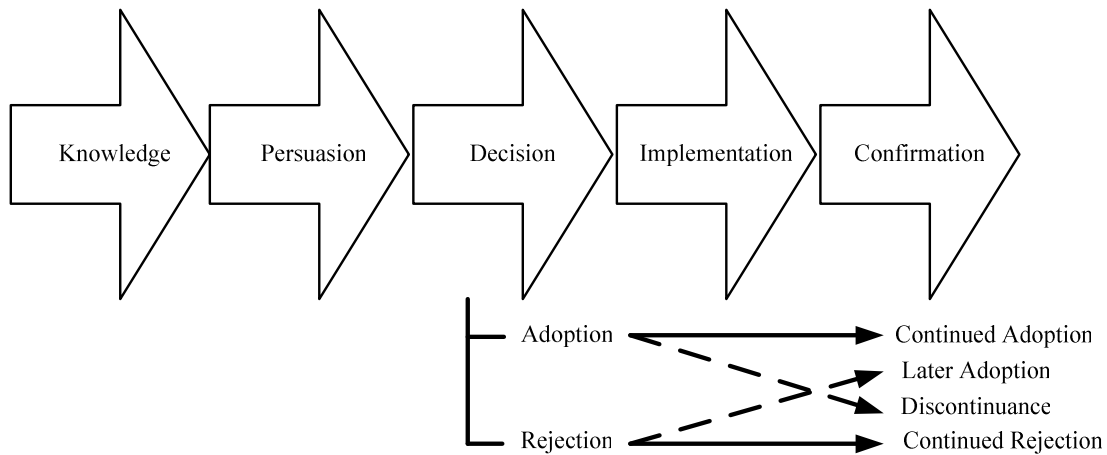 Knowledge
Persuasion
Decision
Implementation
Confirmation
Adoption
Continued Adoption
Later Adoption
Discontinuance
Rejection
Continued Rejection